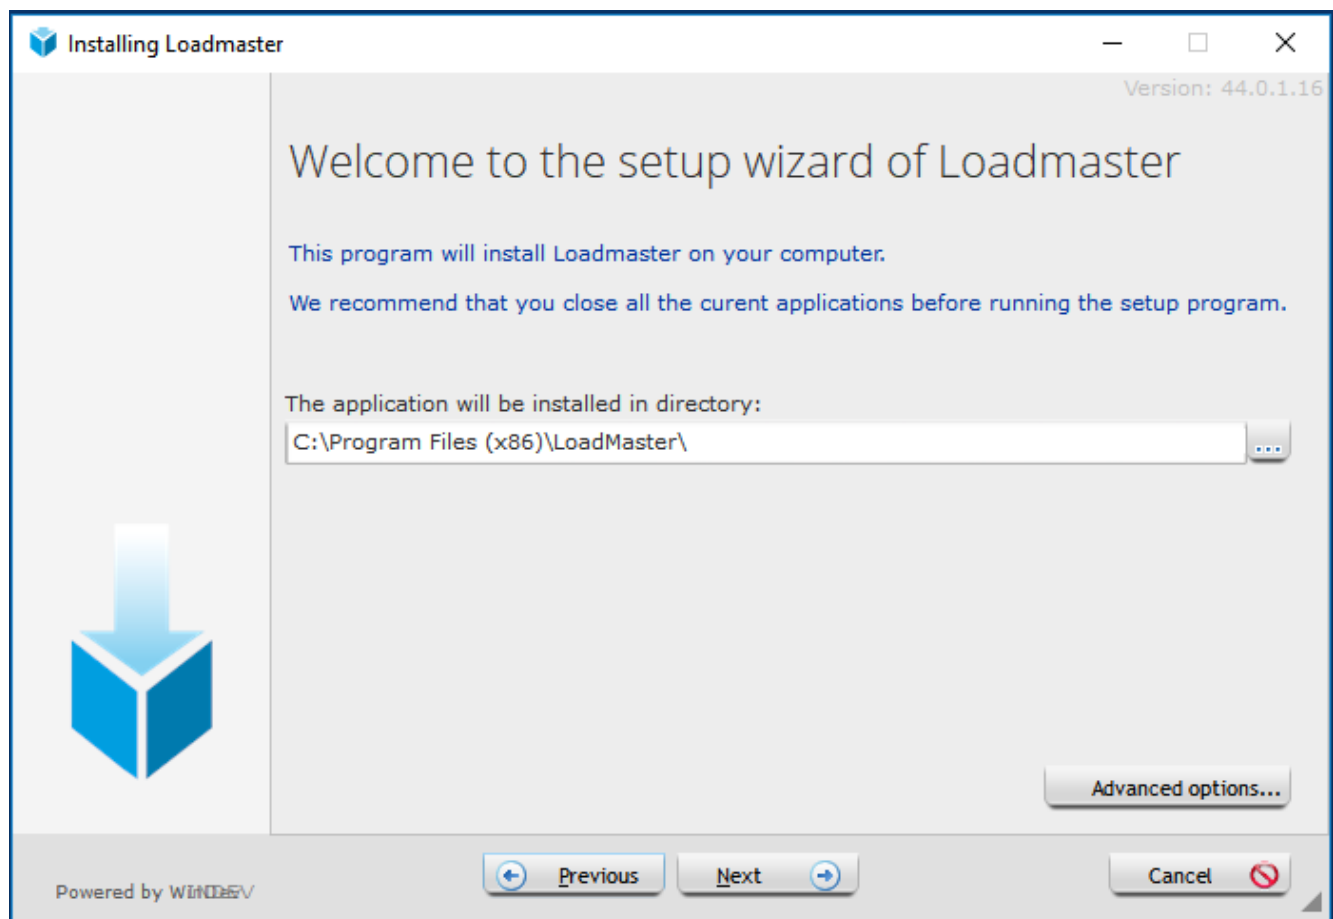 Installing Loadmaster
Version: 44.0.1.16
Welcome to the setup wizard of Loadmaster
This program will install Loadmaster on your computer.
We recommend that you close all the curent applications before running the setup program.
The application will be installed in directory:
C:\Program Files (x86)\LoadMaster\
...
Advanced options...
Powered by
Previous
Next
Cancel